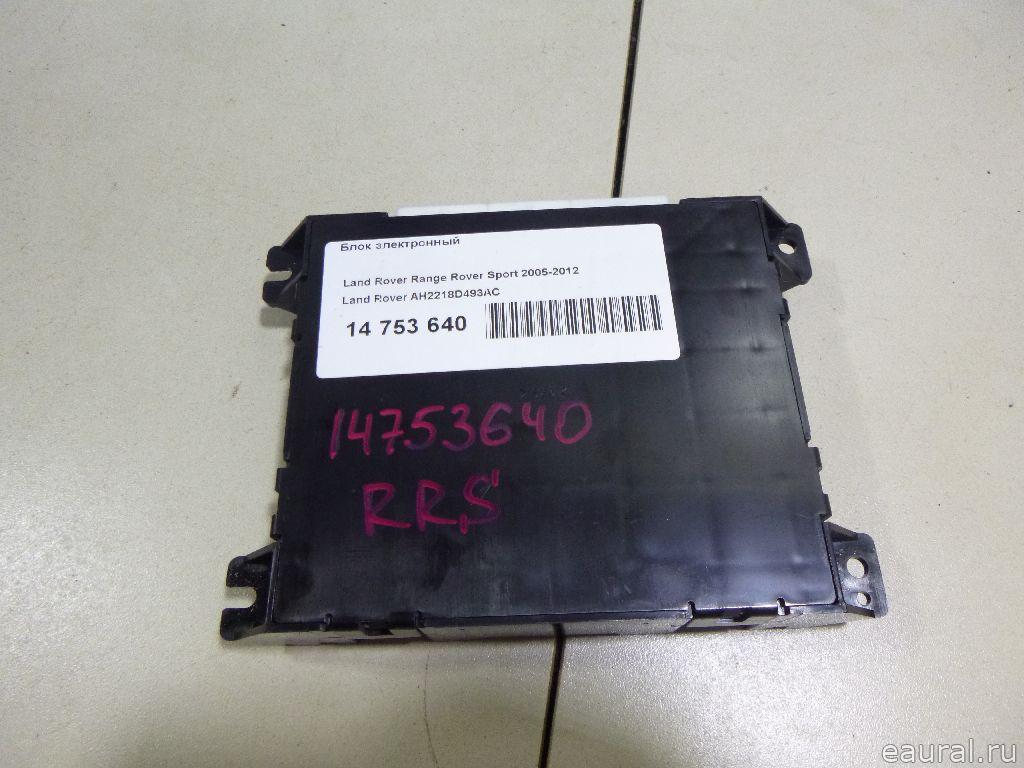 Блок электронный
Land Rover Range Rover Sport 2005-2012
Land Rover AH2218D493AC
14 753 640
14753640
RRS
eaural.ru